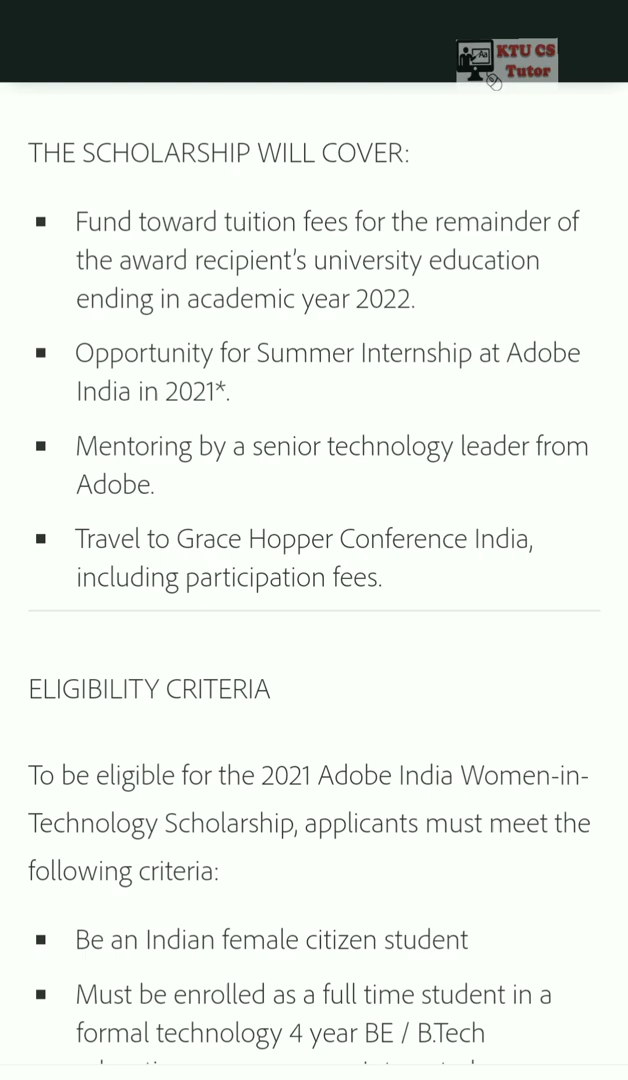 Aa KTU CS
Tutor
THE SCHOLARSHIP WILL COVER:
▪ Fund toward tuition fees for the remainder of
the award recipient's university education
ending in academic year 2022.
▪ Opportunity for Summer Internship at Adobe
India in 2021*.
▪ Mentoring by a senior technology leader from
Adobe.
▪ Travel to Grace Hopper Conference India,
including participation fees.
ELIGIBILITY CRITERIA
To be eligible for the 2021 Adobe India Women-in-
Technology Scholarship, applicants must meet the
following criteria:
▪ Be an Indian female citizen student
▪ Must be enrolled as a full time student in a
formal technology 4 year BE / B.Tech